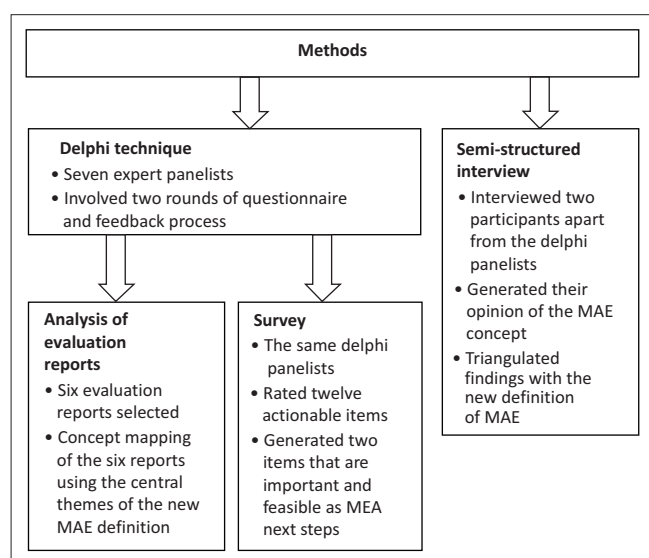 Methods
Delphi technique
• Seven expert panelists
• Involved two rounds of questionnaire
and feedback process
Semi-structured
interview
• Interviewed two
participants apart
from the delphi
panelists
• Generated their
opinion of the MAE
concept
• Triangulated
findings with the
new definition
of MAE
Analysis of
evaluation
reports
• Six evaluation
reports selected
• Concept mapping
of the six reports
using the central
themes of the new
MAE definition
Survey
• The same delphi
panelists
• Rated twelve
actionable items
• Generated two
items that are
important and
feasible as MEA
next steps